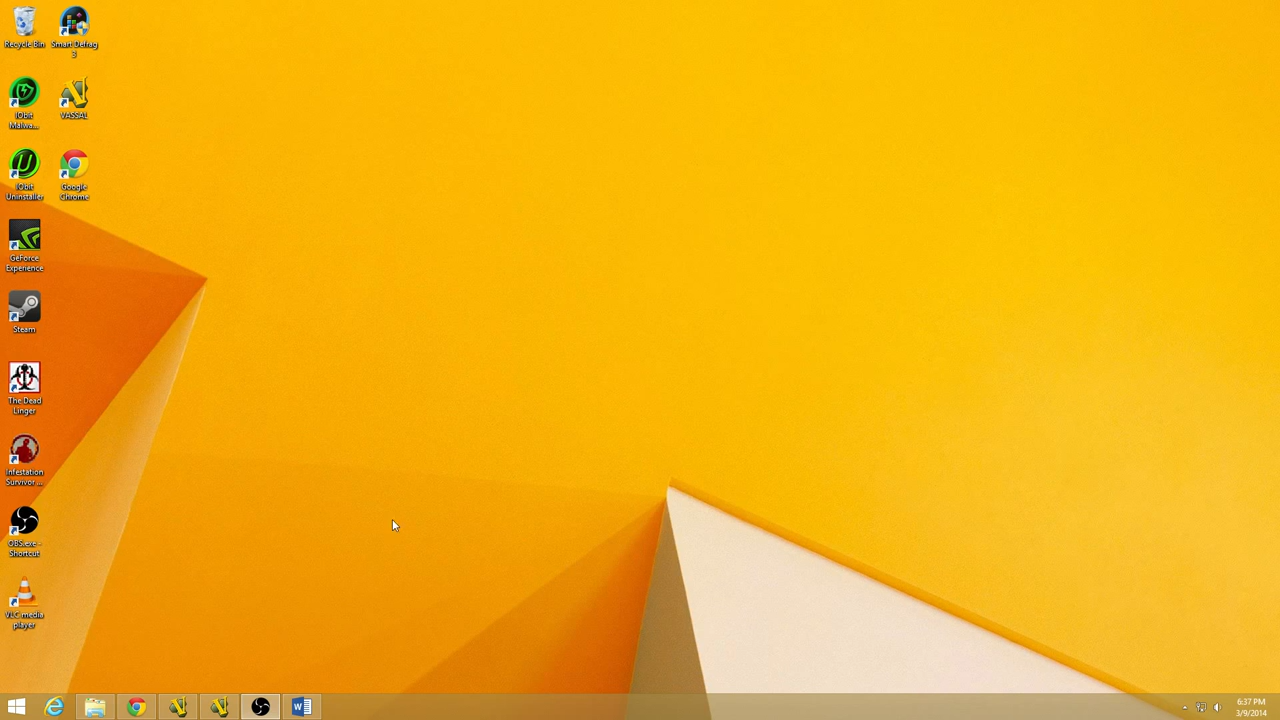 Recycle Bin
Smart Defrag
3
IObit
Malwa...
VASSAL
IObit
Uninstaller
Google
Chrome
GeForce
Experience
Steam
The Dead
Linger
Infestation
Survivor ...
OBS.exe -
Shortcut
VLC media
player
6:37 PM
3/9/2014